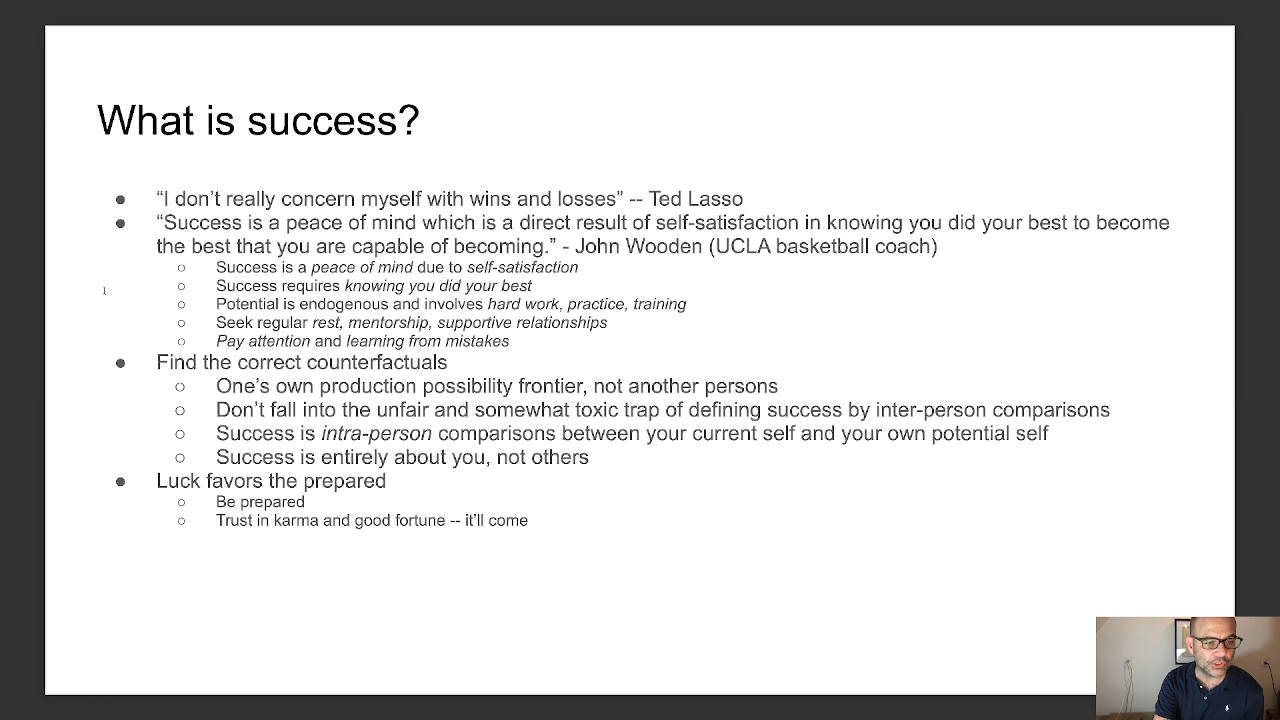 What is success?
● “I don’t really concern myself with wins and losses” -- Ted Lasso
● “Success is a peace of mind which is a direct result of self-satisfaction in knowing you did your best to become
the best that you are capable of becoming.” - John Wooden (UCLA basketball coach)
○ Success is a peace of mind due to self-satisfaction
○ Success requires knowing you did your best
○ Potential is endogenous and involves hard work, practice, training
○ Seek regular rest, mentorship, supportive relationships
○ Pay attention and learning from mistakes
● Find the correct counterfactuals
○ One’s own production possibility frontier, not another persons
○ Don’t fall into the unfair and somewhat toxic trap of defining success by inter-person comparisons
○ Success is intra-person comparisons between your current self and your own potential self
○ Success is entirely about you, not others
● Luck favors the prepared
○ Be prepared
○ Trust in karma and good fortune -- it’ll come